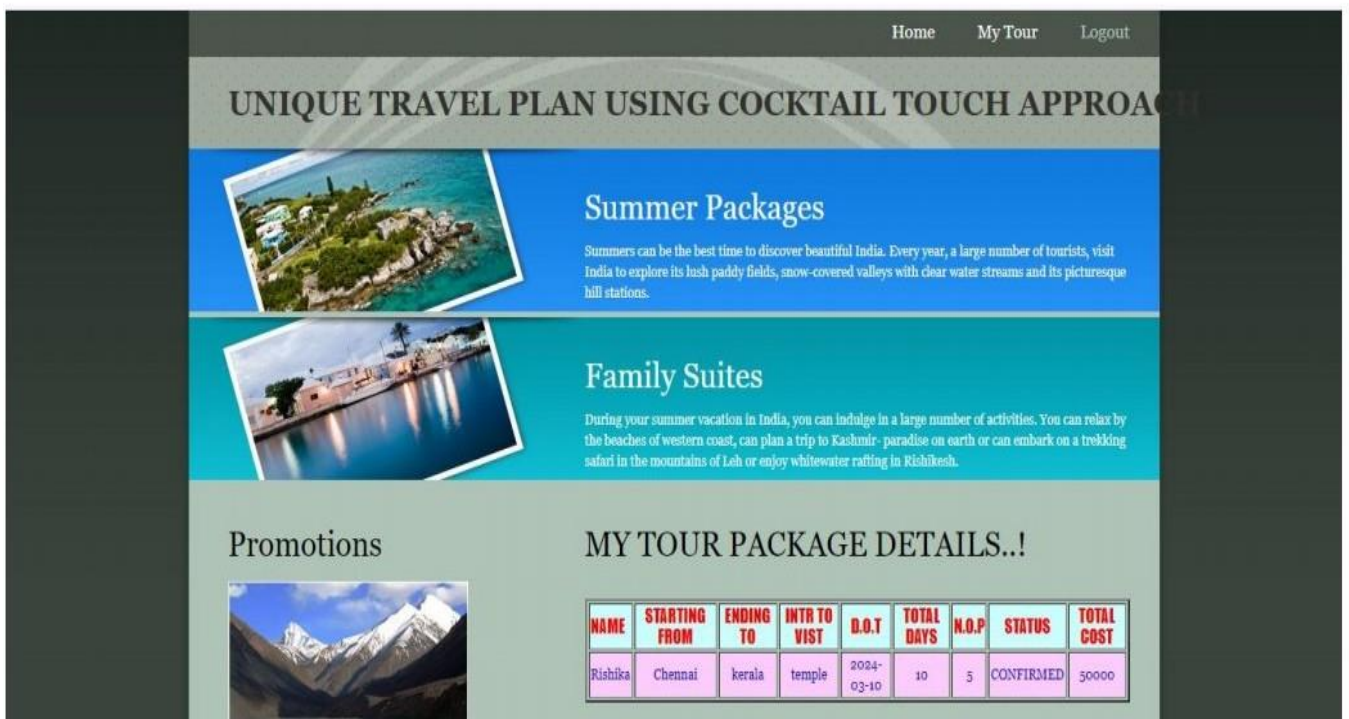 Home My Tour Logout
UNIQUE TRAVEL PLAN USING COCKTAIL TOUCH APPROACH
Summer Packages
Summers can be the best time to discover beautiful India. Every year, a large number of tourists, visit
India to explore its lush paddy fields, snow-covered valleys with clear water streams and its picturesque
hill stations.
Family Suites
During your summer vacation in India, you can indulge in a large number of activities. You can relax by
the beaches of western coast, can plan a trip to Kashmir- paradise on earth or can embark on a trekking
safari in the mountains of Leh or enjoy whitewater rafting in Rishikesh.
Promotions
MY TOUR PACKAGE DETAILS..!
NAME STARTING FROM ENDING TO INTR TO VIST D.O.T TOTAL DAYS N.O.P STATUS TOTAL COST
Rishika Chennai kerala temple 2024-03-10 10 5 CONFIRMED 50000